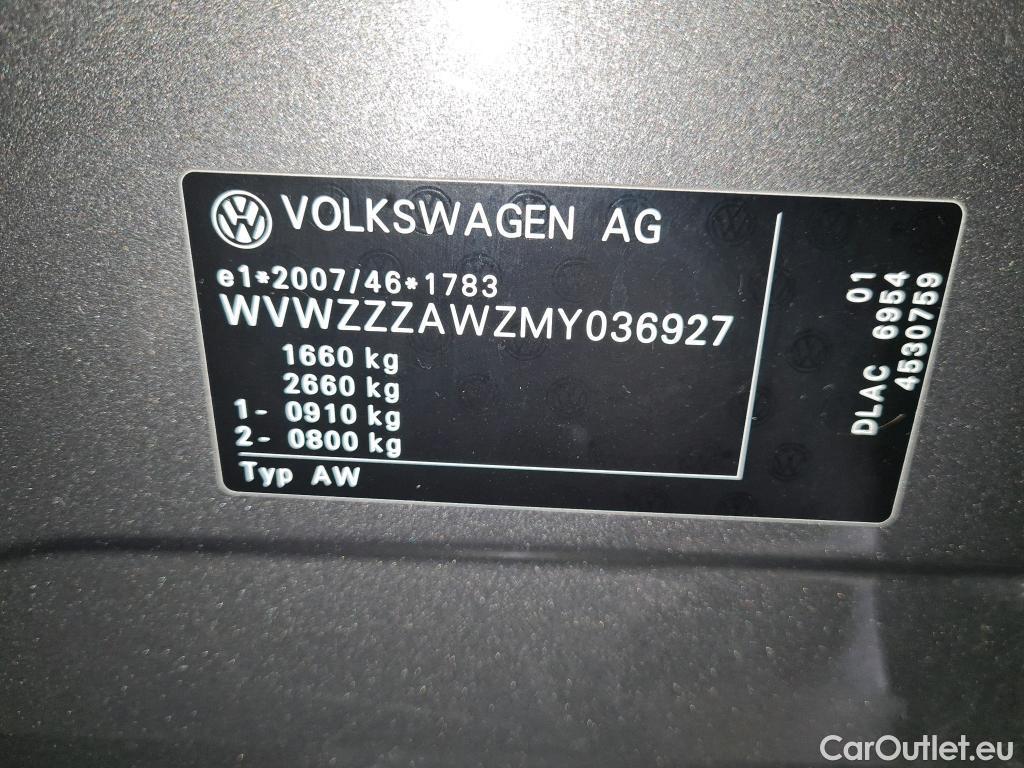 VOLKSWAGEN AG
e1*2007/46*1783
WVWZZZAWZMY036927
1660 kg
2660 kg
1- 0910 kg
2- 0800 kg
Typ AW
01
DLAC 6954
4530759
CarOutlet.eu